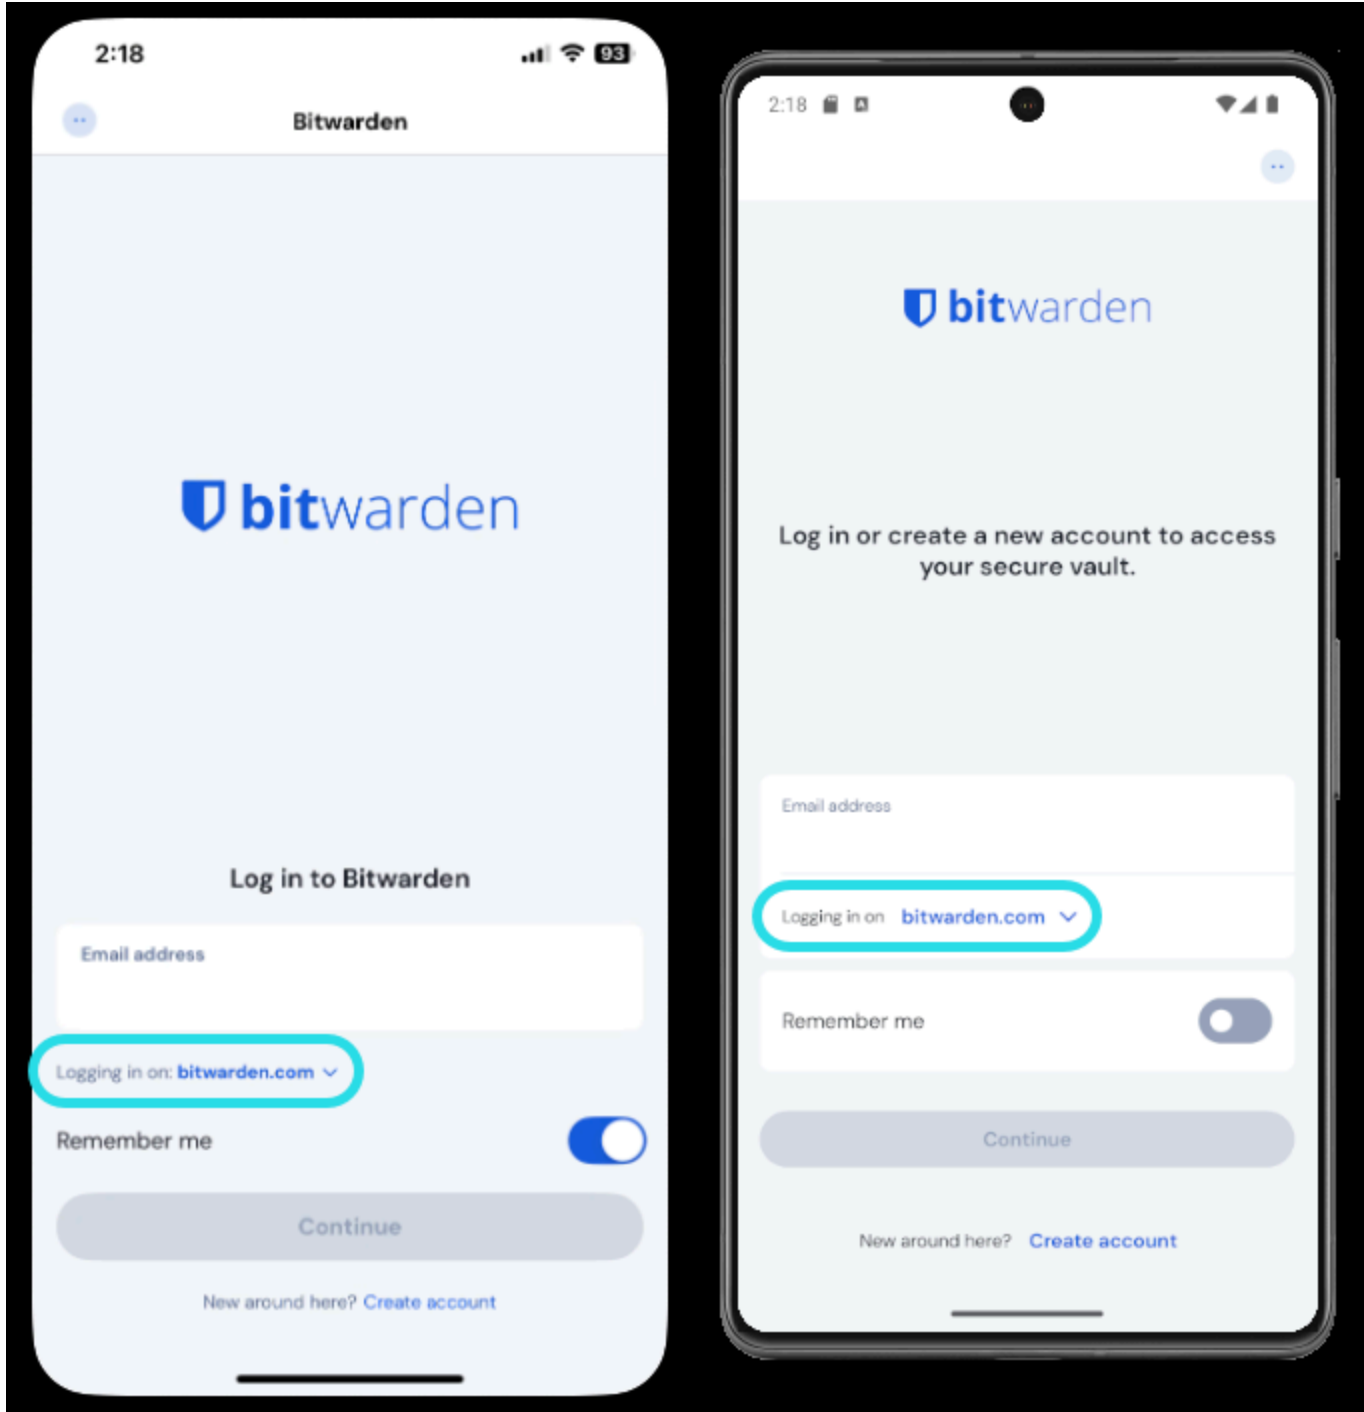 2:18
93
Bitwarden
bitwarden
Log in to Bitwarden
Email address
Logging in on: bitwarden.com
Remember me
Continue
New around here? Create account
2:18
bitwarden
Log in or create a new account to access
your secure vault.
Email address
Logging in on bitwarden.com
Remember me
Continue
New around here? Create account